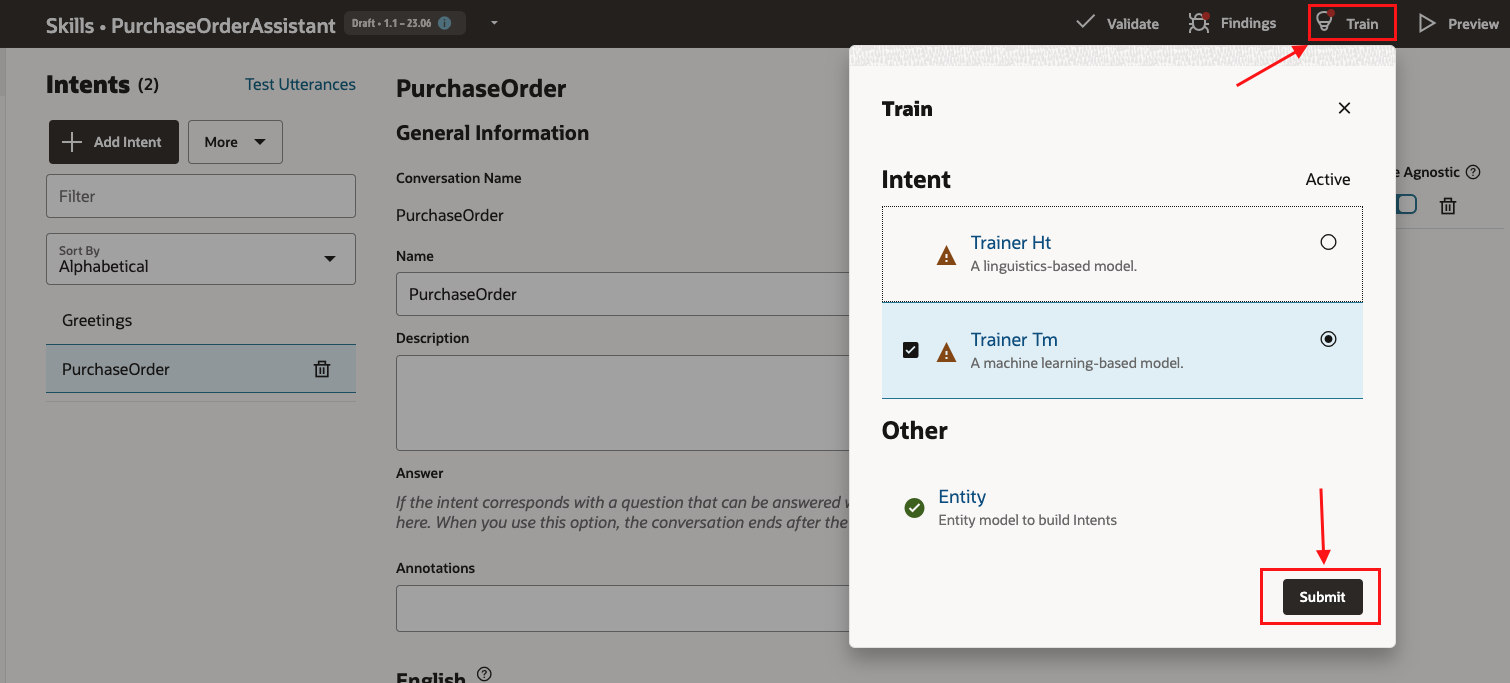 Skills • PurchaseOrderAssistant
Draft • 1.1 – 23.06
Validate
Findings
Train
Preview
Intents (2)
Test Utterances
Add Intent
More
Filter
Sort By
Alphabetical
Greetings
PurchaseOrder
PurchaseOrder
General Information
Conversation Name
PurchaseOrder
Name
PurchaseOrder
Description
Answer
If the intent corresponds with a question that can be answered
here. When you use this option, the conversation ends after the
Annotations
English
Train
Intent
Active
Trainer Ht
A linguistics-based model.
Trainer Tm
A machine learning-based model.
Other
Entity
Entity model to build Intents
Submit
Agnostic